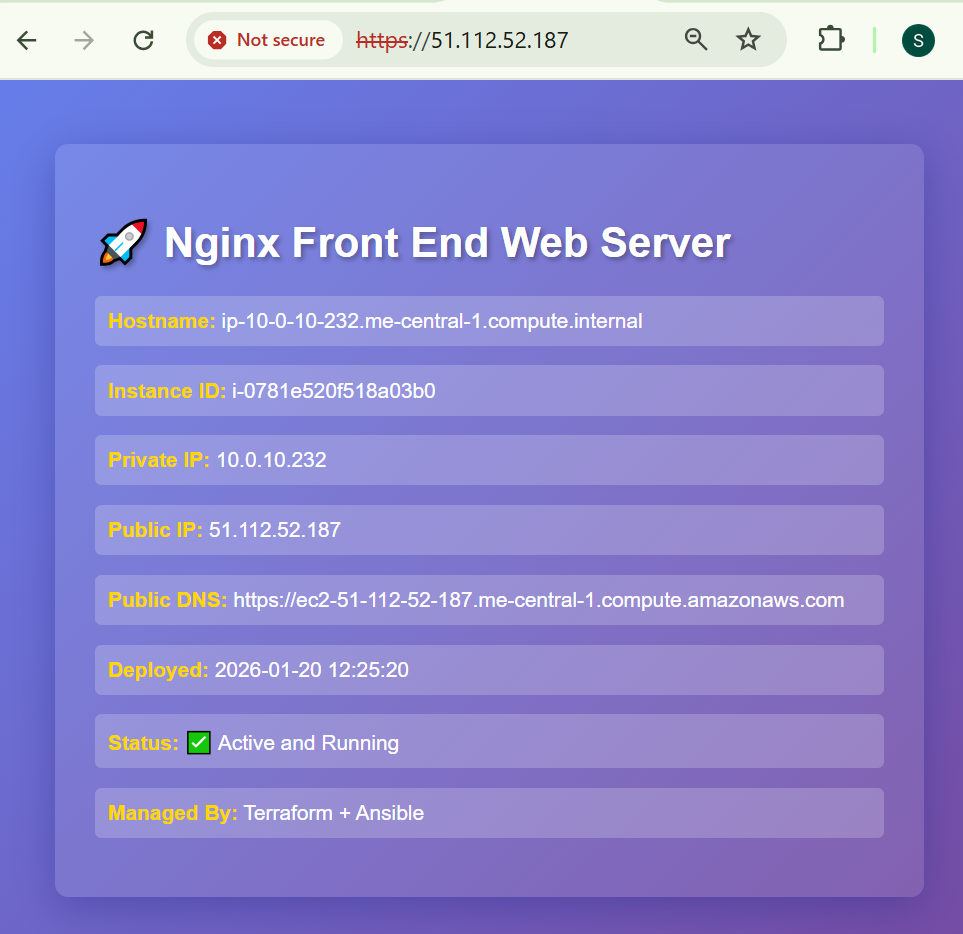 Not secure https://51.112.52.187 S
🚀 Nginx Front End Web Server
Hostname: ip-10-0-10-232.me-central-1.compute.internal
Instance ID: i-0781e520f518a03b0
Private IP: 10.0.10.232
Public IP: 51.112.52.187
Public DNS: https://ec2-51-112-52-187.me-central-1.compute.amazonaws.com
Deployed: 2026-01-20 12:25:20
Status: ✅ Active and Running
Managed By: Terraform + Ansible